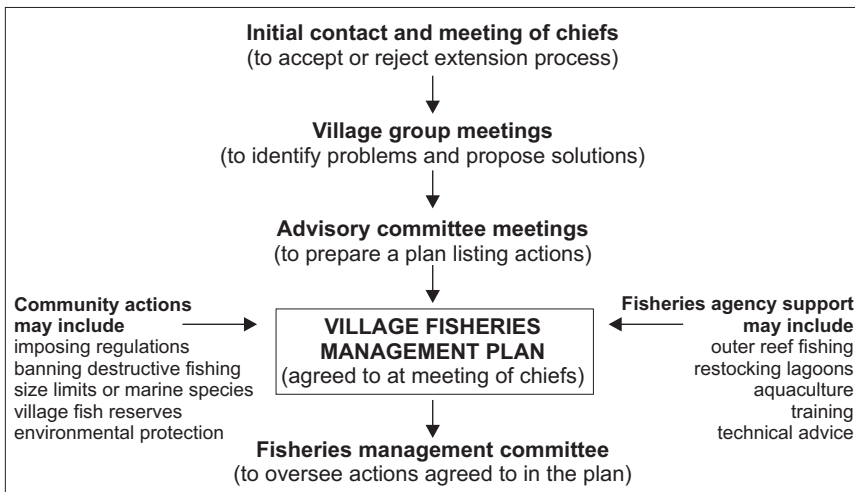 Initial contact and meeting of chiefs
(to accept or reject extension process)
Village group meetings
(to identify problems and propose solutions)
Advisory committee meetings
(to prepare a plan listing actions)
Community actions
may include
imposing regulations
banning destructive fishing
size limits or marine species
village fish reserves
environmental protection
VILLAGE FISHERIES
MANAGEMENT PLAN
(agreed to at meeting of chiefs)
Fisheries agency support
may include
outer reef fishing
restocking lagoons
aquaculture
training
technical advice
Fisheries management committee
(to oversee actions agreed to in the plan)